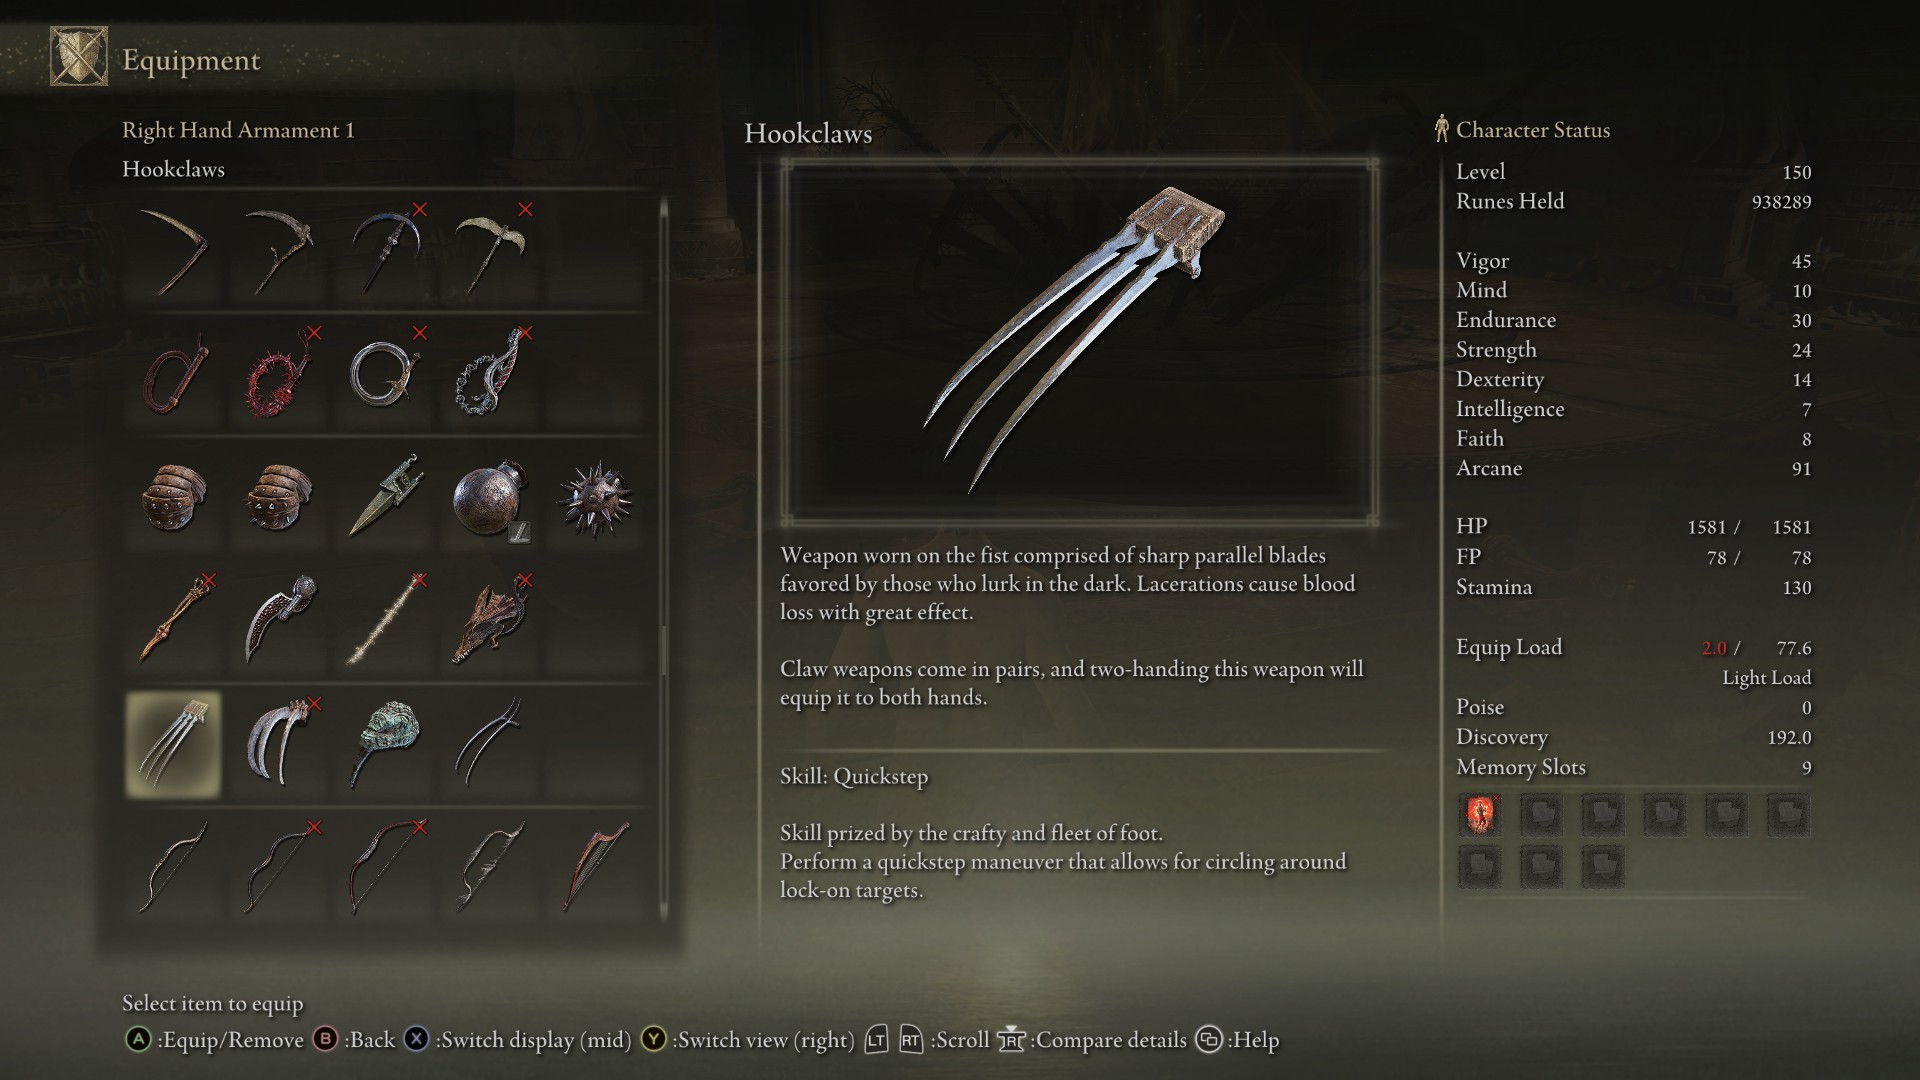 Equipment
Right Hand Armament 1
Hookclaws
Hookclaws
Weapon worn on the fist comprised of sharp parallel blades
favored by those who lurk in the dark. Lacerations cause blood
loss with great effect.
Claw weapons come in pairs, and two-handing this weapon will
equip it to both hands.
Skill: Quickstep
Skill prized by the crafty and fleet of foot.
Perform a quickstep maneuver that allows for circling around
lock-on targets.
Character Status
Level 150
Runes Held 938289
Vigor 45
Mind 10
Endurance 30
Strength 24
Dexterity 14
Intelligence 7
Faith 8
Arcane 91
HP 1581 / 1581
FP 78 / 78
Stamina 130
Equip Load 2.0 / 77.6
Light Load
Poise 0
Discovery 192.0
Memory Slots 9
Select item to equip
A :Equip/Remove B :Back X :Switch display (mid) Y :Switch view (right) LT RT :Scroll R :Compare details :Help